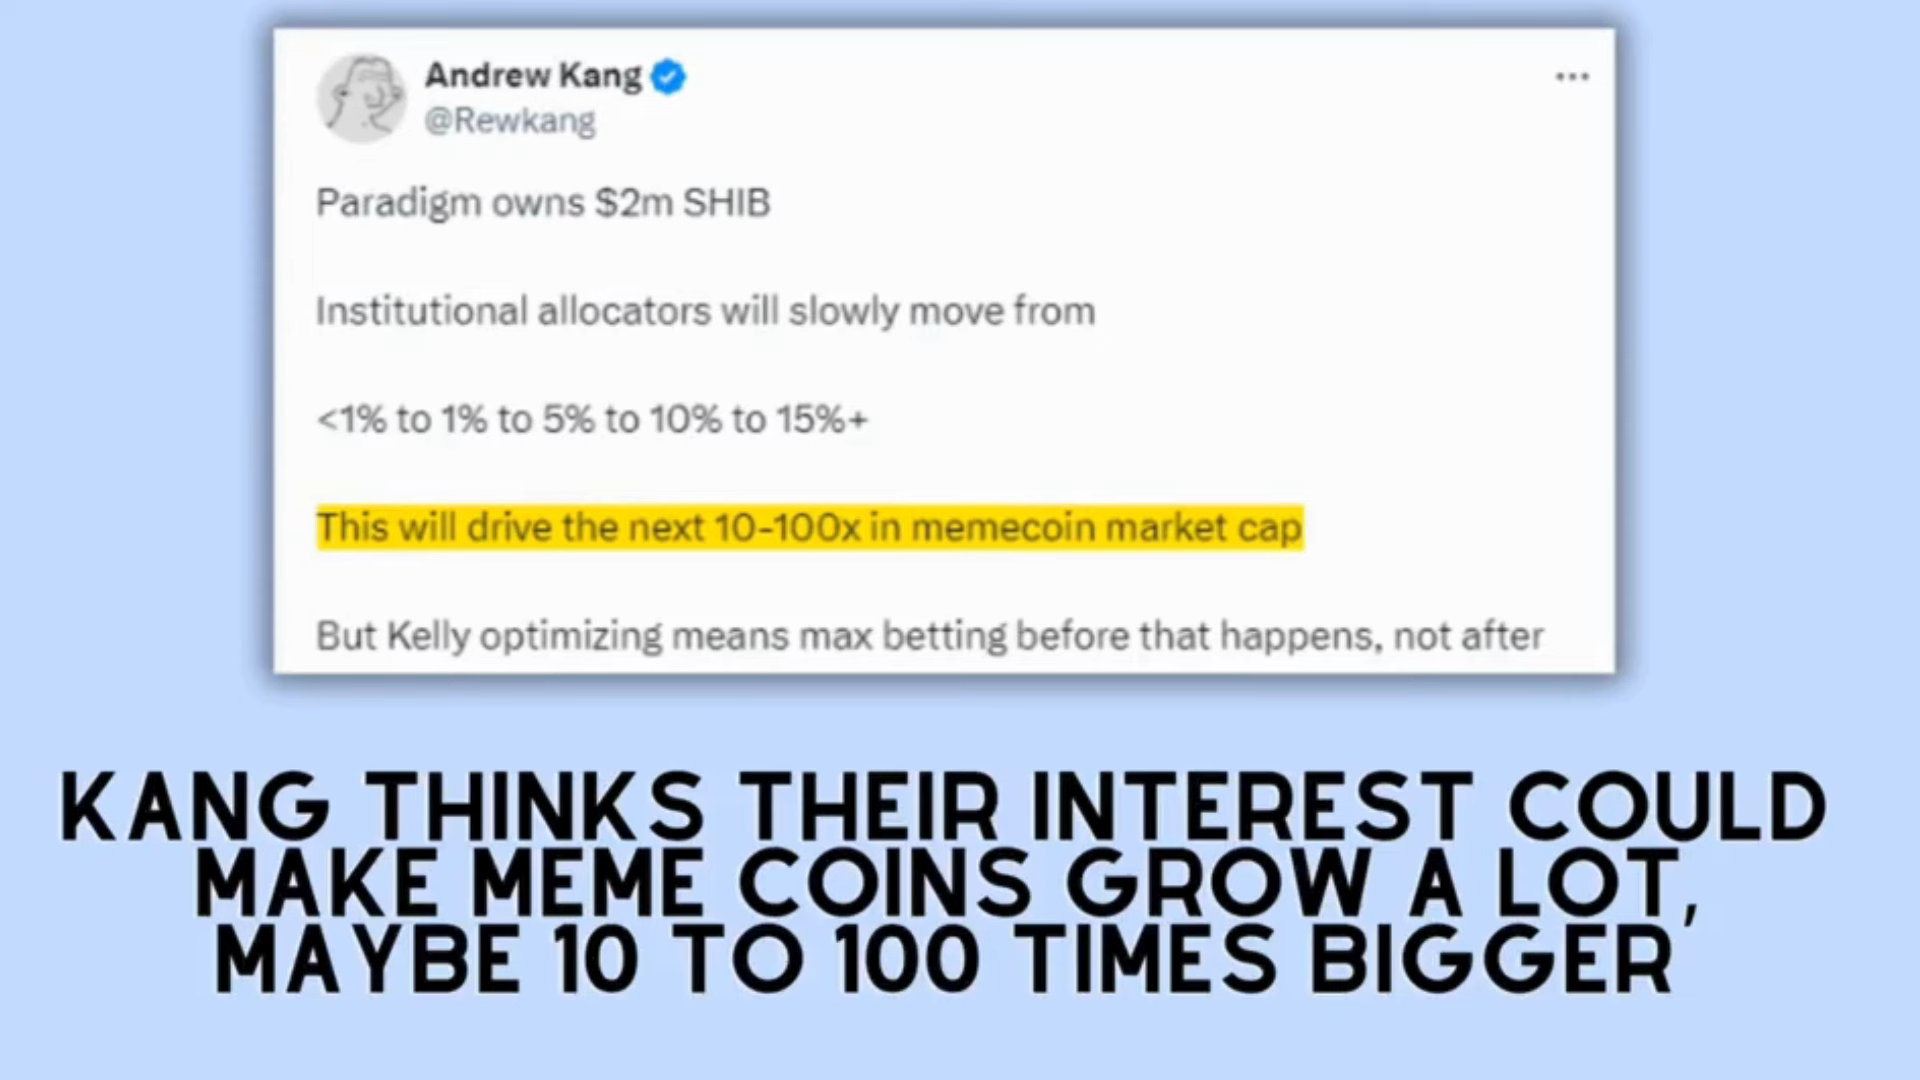 Andrew Kang
@Rewkang
Paradigm owns $2m SHIB
Institutional allocators will slowly move from
<1% to 1% to 5% to 10% to 15%+
This will drive the next 10-100x in memecoin market cap
But Kelly optimizing means max betting before that happens, not after
KANG THINKS THEIR INTEREST COULD
MAKE MEME COINS GROW A LOT,
MAYBE 10 TO 100 TIMES BIGGER